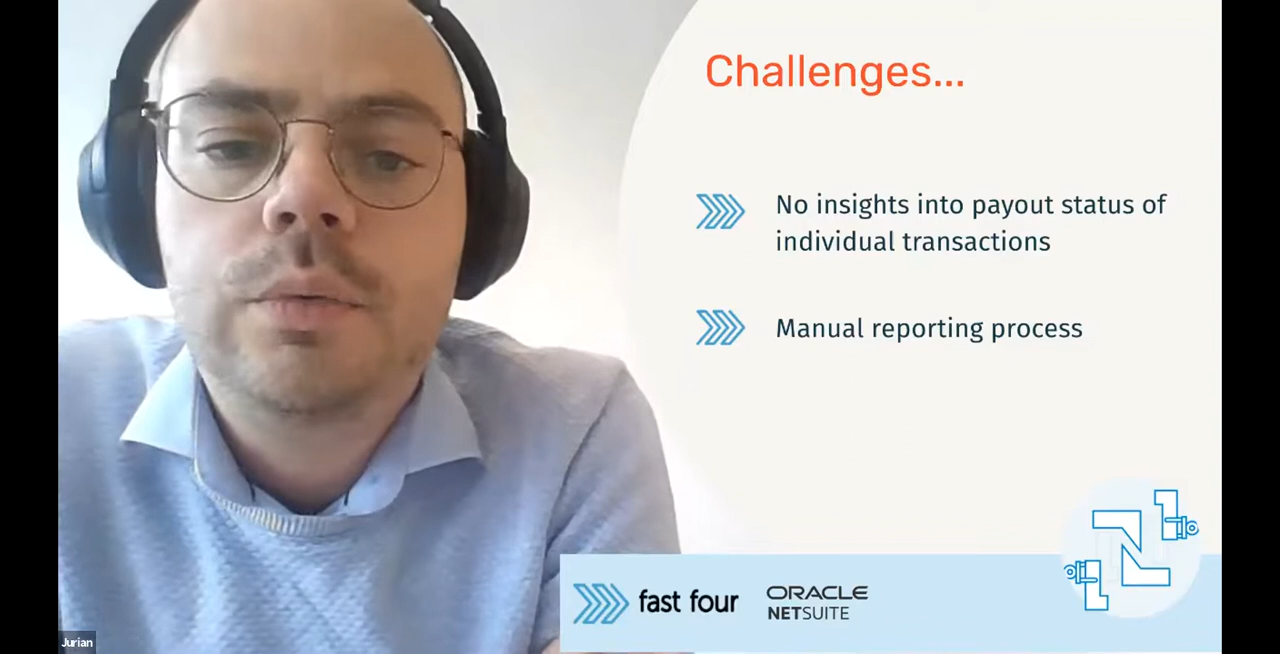 Challenges...
No insights into payout status of
individual transactions
Manual reporting process
fast four
ORACLE
NETSUITE
Jurian